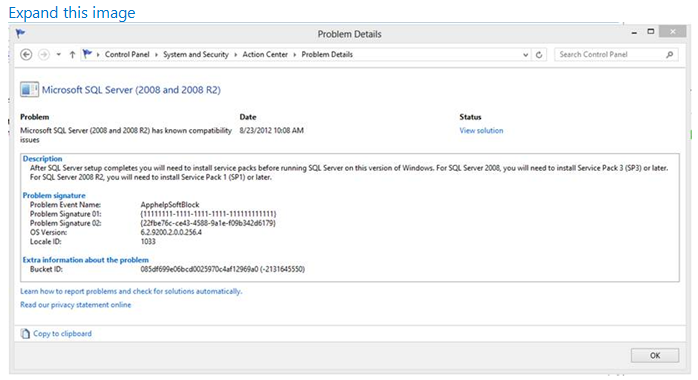 Expand this image
Problem Details
Control Panel ▸ System and Security ▸ Action Center ▸ Problem Details
Search Control Panel
Microsoft SQL Server (2008 and 2008 R2)
Problem Date Status
Microsoft SQL Server (2008 and 2008 R2) has known compatibility issues 8/23/2012 10:08 AM View solution
Description
After SQL Server setup completes you will need to install service packs before running SQL Server on this version of Windows. For SQL Server 2008, you will need to install Service Pack 3 (SP3) or later.
For SQL Server 2008 R2, you will need to install Service Pack 1 (SP1) or later.
Problem signature
Problem Event Name: ApphelpSoftBlock
Problem Signature 01: {11111111-1111-1111-1111-111111111111}
Problem Signature 02: {22fbe76c-ce43-4588-9a1e-f09b342d6179}
OS Version: 6.2.9200.2.0.0.256.4
Locale ID: 1033
Extra information about the problem
Bucket ID: 085df699e06bcd0025970c4af12969a0 (-2131645550)
Learn how to report problems and check for solutions automatically.
Read our privacy statement online
Copy to clipboard
OK